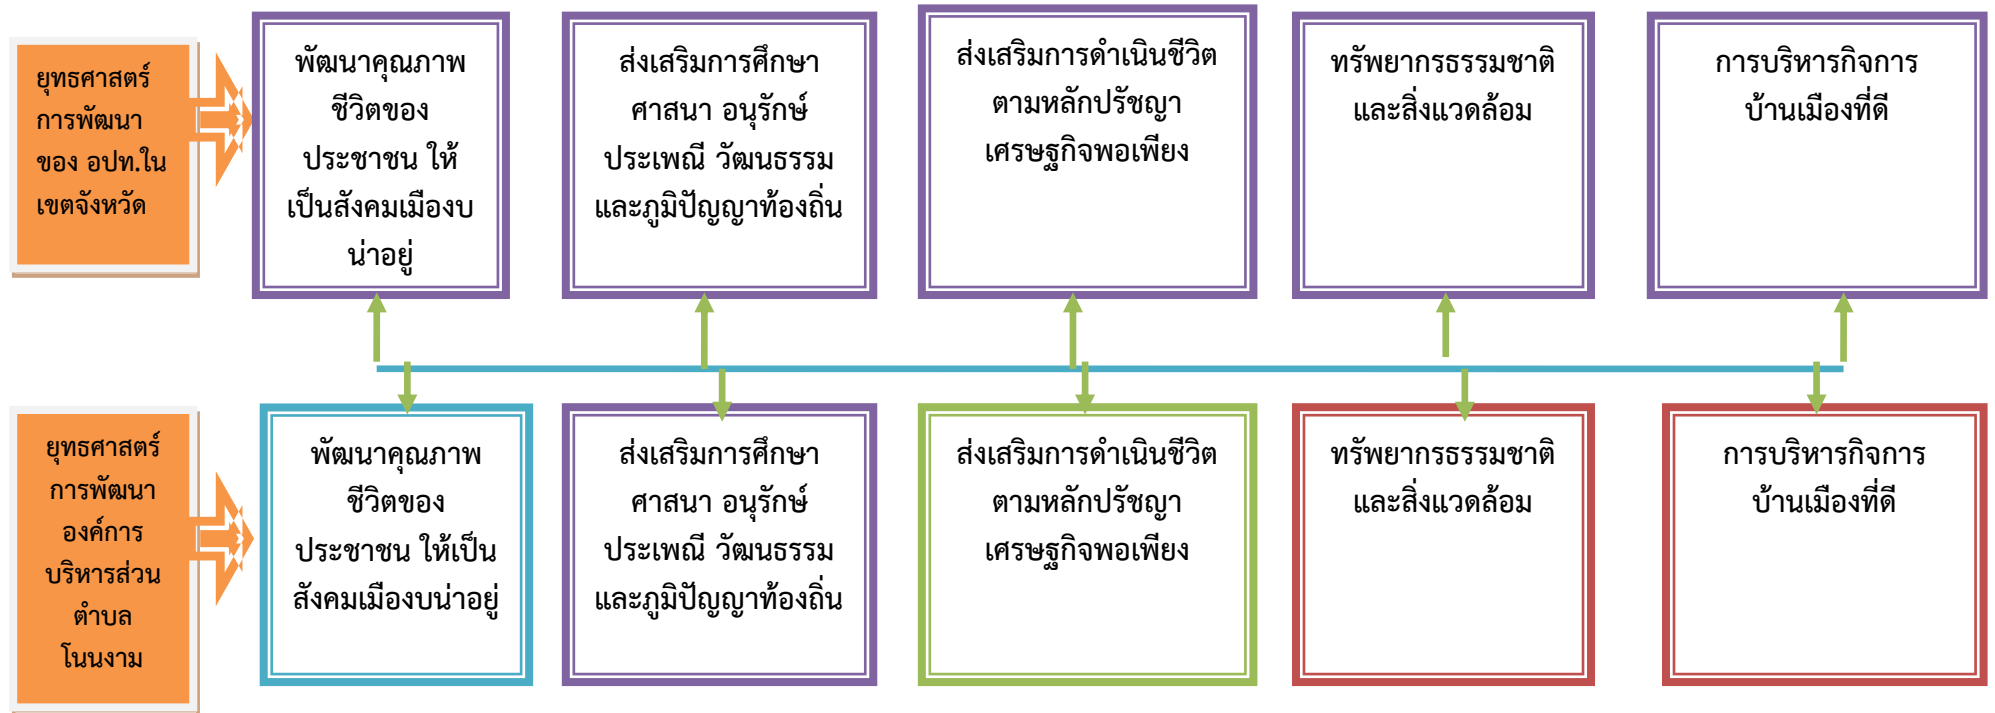 ยุทธศาสตร์
การพัฒนา
ของ อปท.ใน
เขตจังหวัด
พัฒนาคุณภาพ
ชีวิตของ
ประชาชน ให้
เป็นสังคมเมืองบ
น่าอยู่
ส่งเสริมการศึกษา
ศาสนา อนุรักษ์
ประเพณี วัฒนธรรม
และภูมิปัญญาท้องถิ่น
ส่งเสริมการดำเนินชีวิต
ตามหลักปรัชญา
เศรษฐกิจพอเพียง
ทรัพยากรธรรมชาติ
และสิ่งแวดล้อม
การบริหารกิจการ
บ้านเมืองที่ดี
ยุทธศาสตร์
การพัฒนา
องค์การ
บริหารส่วน
ตำบล
โนนงาม
พัฒนาคุณภาพ
ชีวิตของ
ประชาชน ให้เป็น
สังคมเมืองบน่าอยู่
ส่งเสริมการศึกษา
ศาสนา อนุรักษ์
ประเพณี วัฒนธรรม
และภูมิปัญญาท้องถิ่น
ส่งเสริมการดำเนินชีวิต
ตามหลักปรัชญา
เศรษฐกิจพอเพียง
ทรัพยากรธรรมชาติ
และสิ่งแวดล้อม
การบริหารกิจการ
บ้านเมืองที่ดี